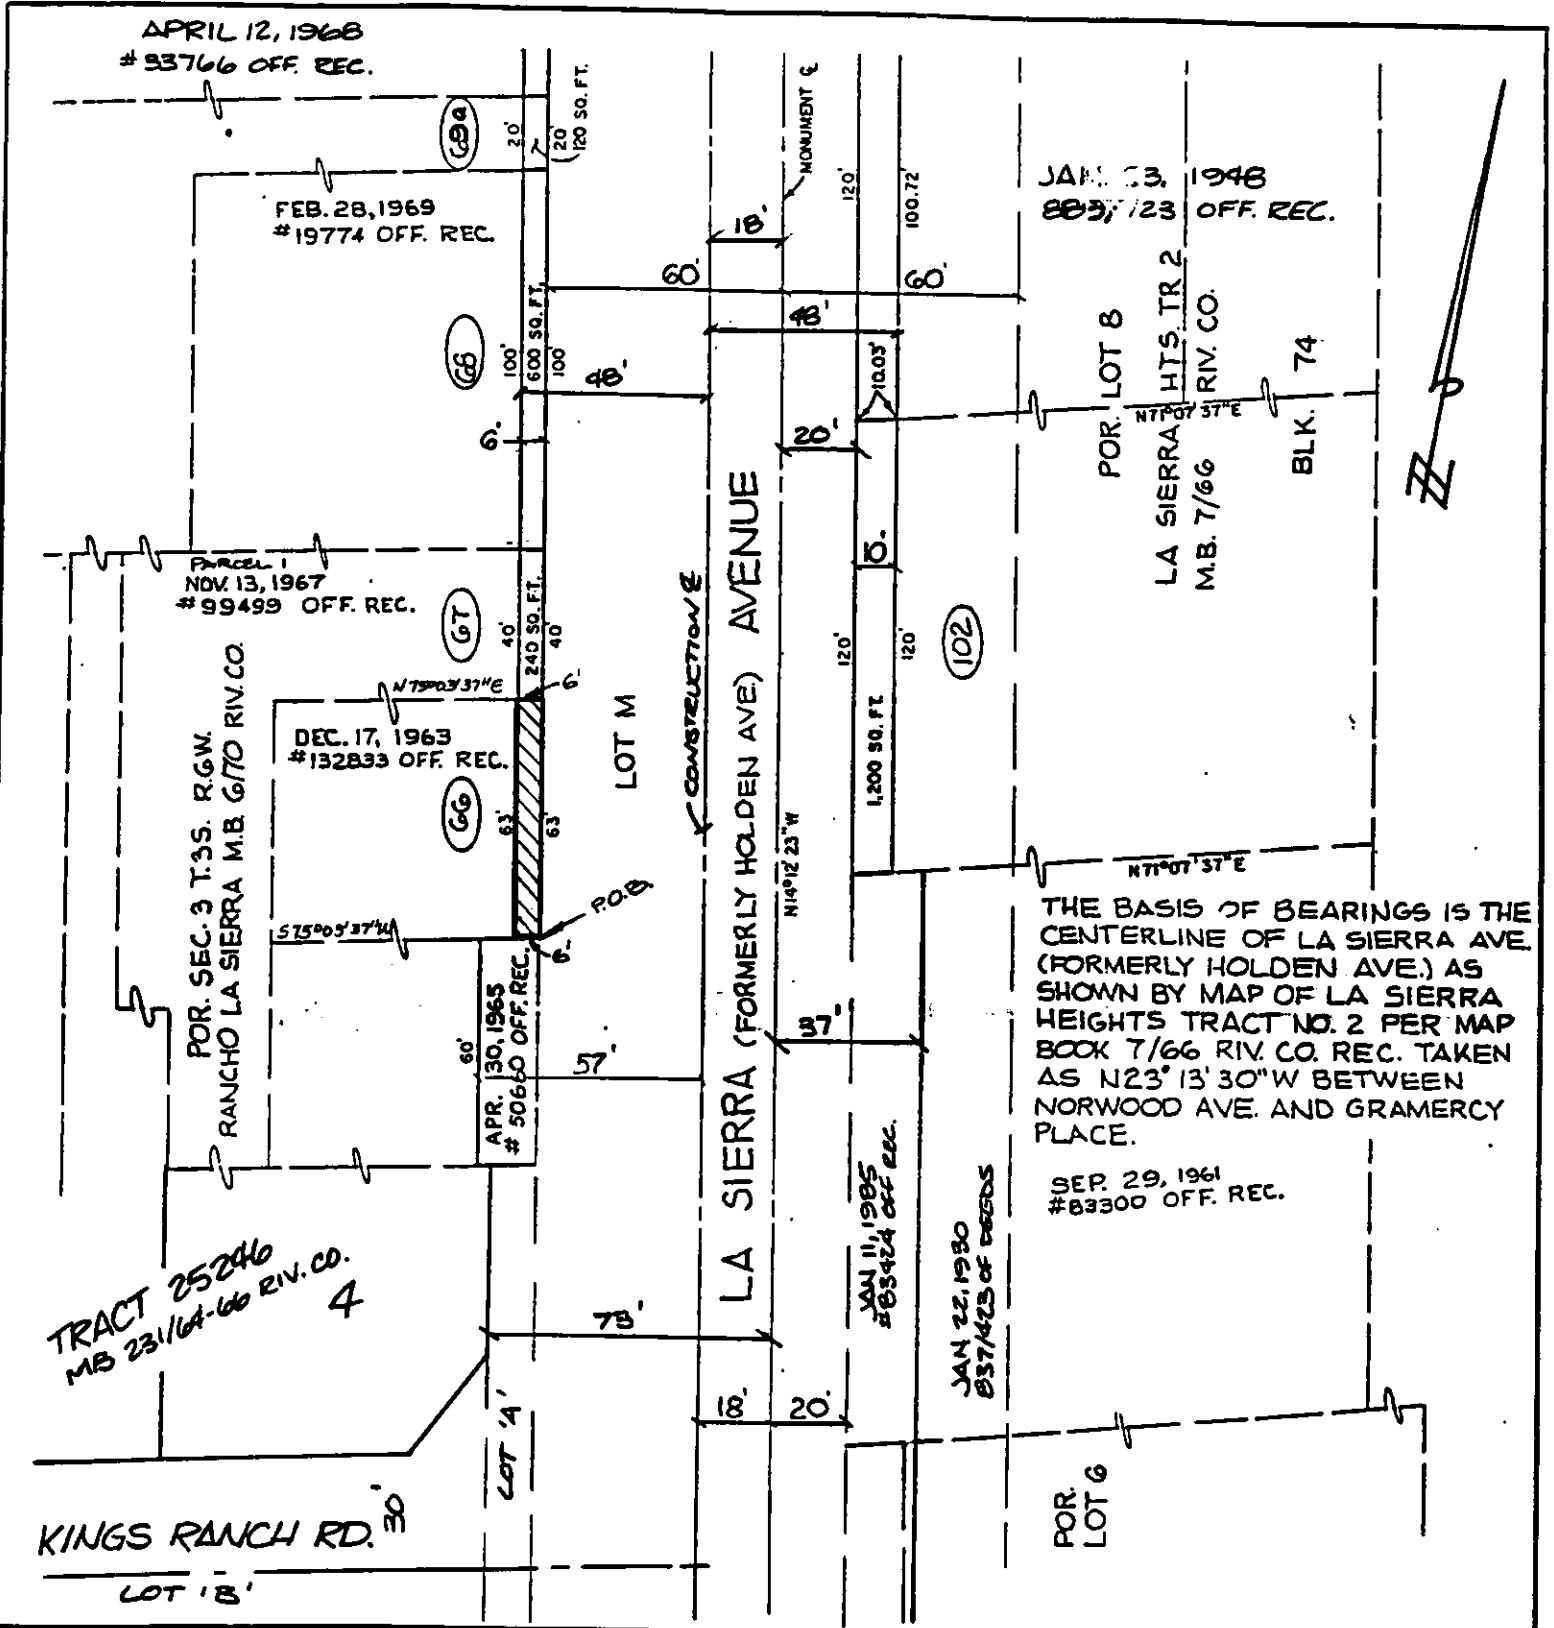 APRIL 12, 1968
#33766 OFF. REC.
69a
20'
7
20'
120 SQ. FT.
MONUMENT ℄
120'
100.72'
1948
OFF. REC.
FEB. 28, 1969
#19774 OFF. REC.
18'
60'
60'
48'
68
100'
600 SQ. FT.
100'
48'
10.03'
POR. LOT 8
LA SIERRA HTS. TR 2
M.B. 7/66 RIV. CO.
BLK. 74
N71°07'37"E
6'
20'
10'
PARCEL 1
NOV. 13, 1967
#99499 OFF. REC.
67
40'
240 SQ. FT.
40'
N75°03'37"E
6'
CONSTRUCTION ℄
LA SIERRA (FORMERLY HOLDEN AVE.) AVENUE
LOT M
120'
120'
102
1,200 SQ. FT.
DEC. 17, 1963
#132833 OFF. REC.
66
63'
63'
POR. SEC. 3 T.3S. R.6W.
RANCHO LA SIERRA M.B. 6/70 RIV. CO.
N14°12'23"W
P.O.B.
S75°03'37"W
6'
N71°07'37"E
THE BASIS OF BEARINGS IS THE
CENTERLINE OF LA SIERRA AVE.
(FORMERLY HOLDEN AVE.) AS
SHOWN BY MAP OF LA SIERRA
HEIGHTS TRACT NO. 2 PER MAP
BOOK 7/66 RIV. CO. REC. TAKEN
AS N23°13'30"W BETWEEN
NORWOOD AVE. AND GRAMERCY
PLACE.
60'
APR. 30, 1965
#50660 OFF. REC.
57'
37'
SEP. 29, 1961
#83300 OFF. REC.
JAN 11, 1985
#83424 OFF REC.
JAN 22, 1930
837/423 OF DEEDS
TRACT 25246
MB 231/64-66 RIV. CO.
4
75'
18'
20'
LOT 'A'
POR.
LOT 6
KINGS RANCH RD.
30'
LOT 'B'
N